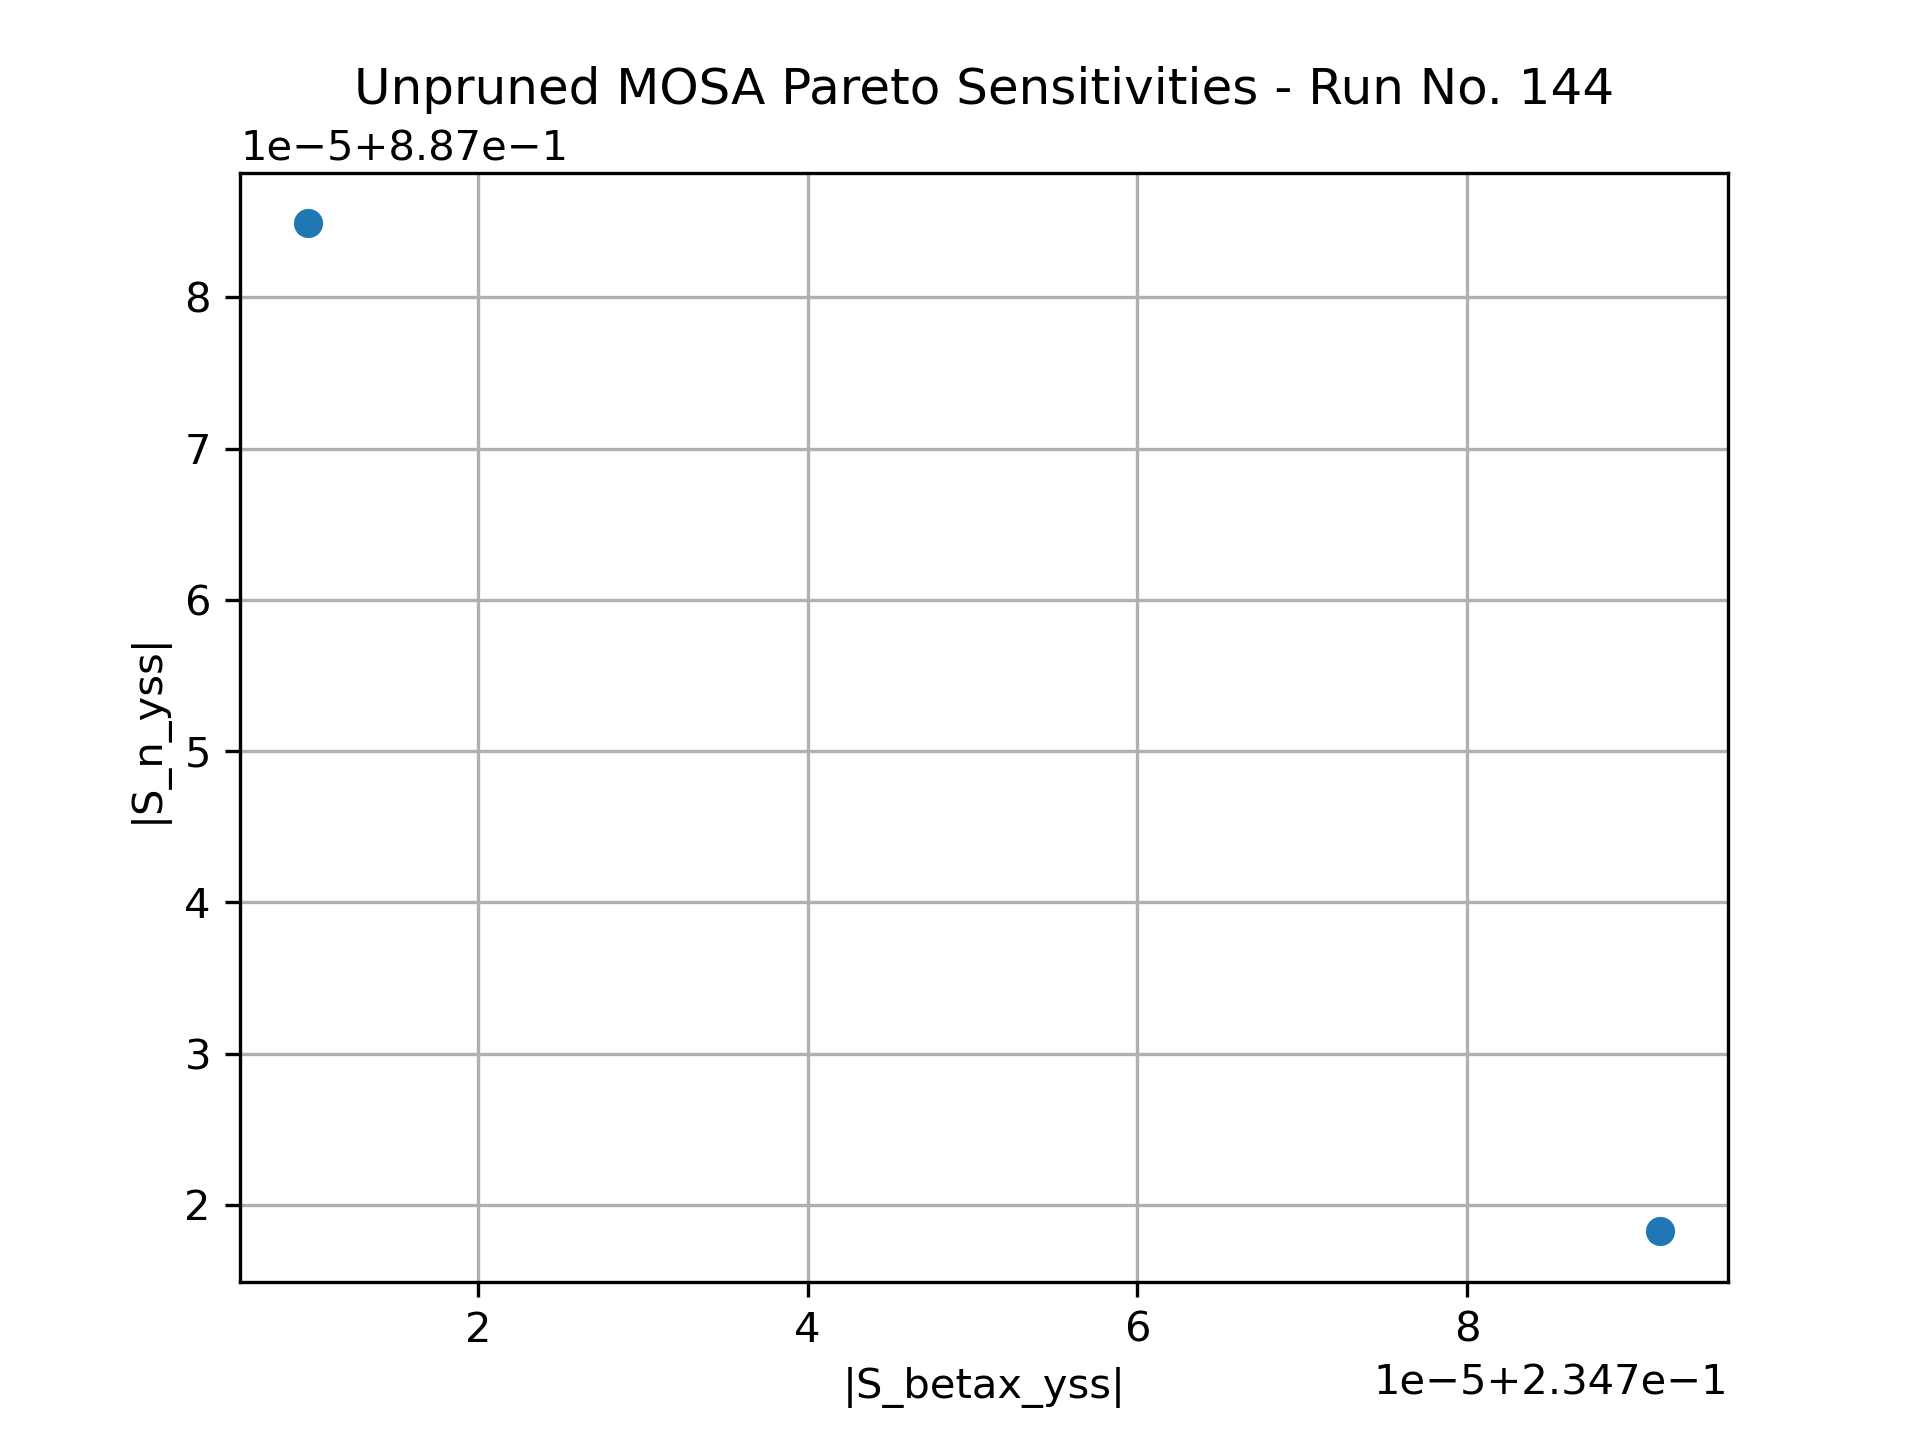 Unpruned MOSA Pareto Sensitivities - Run No. 144
1e−5+8.87e−1
8
7
6
5
4
3
2
|S_n_yss|
2
4
6
8
|S_betax_yss|
1e−5+2.347e−1